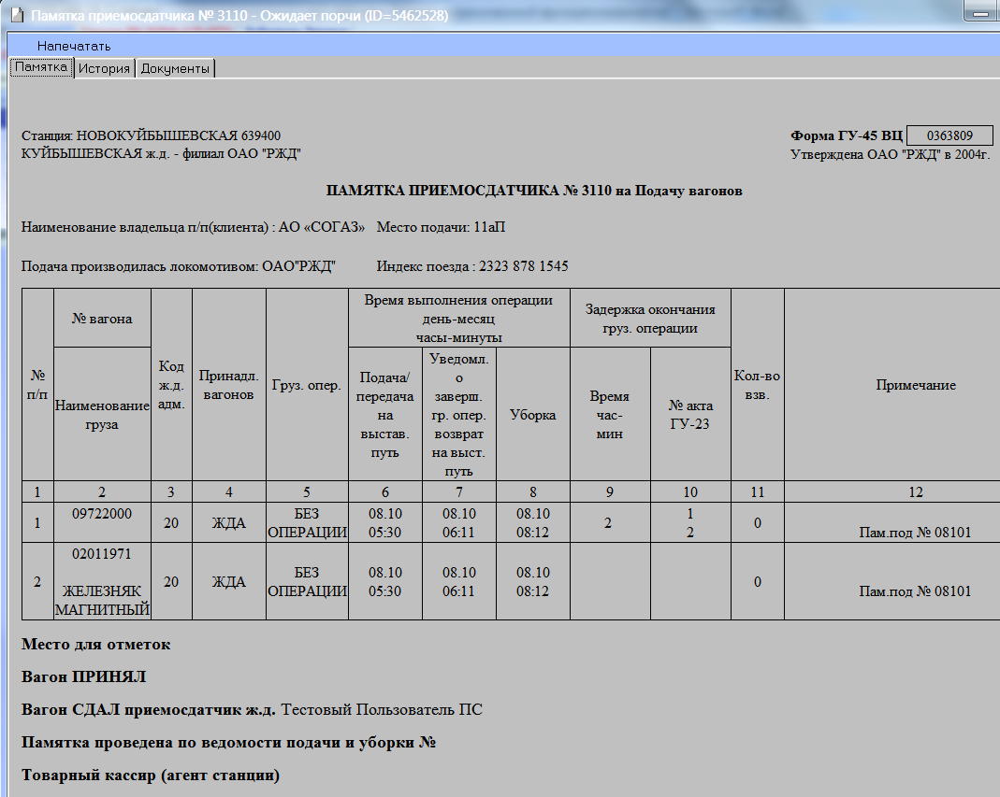 Памятка приемосдатчика № 3110 - Ожидает порчи (ID=5462528)
Напечатать
Памятка История Документы
Станция: НОВОКУЙБЫШЕВСКАЯ 639400
Форма ГУ-45 ВЦ 0363809
КУЙБЫШЕВСКАЯ ж.д. - филиал ОАО "РЖД"
Утверждена ОАО "РЖД" в 2004г.
ПАМЯТКА ПРИЕМОСДАТЧИКА № 3110 на Подачу вагонов
Наименование владельца п/п(клиента) : АО «СОГАЗ» Место подачи: 11аП
Подача производилась локомотивом: ОАО"РЖД" Индекс поезда : 2323 878 1545
№
п/п
№ вагона
Наименование
груза
Код
ж.д.
адм.
Принадл.
вагонов
Груз. опер.
Время выполнения операции
день-месяц
часы-минуты
Подача/
передача
на
выстав.
путь
Уведомл.
о
заверш.
гр. опер.
возврат
на выст.
путь
Уборка
Задержка окончания
груз. операции
Время
час-
мин
№ акта
ГУ-23
Кол-во
взв.
Примечание
1 2 3 4 5 6 7 8 9 10 11 12
1
09722000
20
ЖДА
БЕЗ
ОПЕРАЦИИ
08.10
05:30
08.10
06:11
08.10
08:12
2
1
2
0
Пам.под № 08101
2
02011971
ЖЕЛЕЗНЯК
МАГНИТНЫЙ
20
ЖДА
БЕЗ
ОПЕРАЦИИ
08.10
05:30
08.10
06:11
08.10
08:12
0
Пам.под № 08101
Место для отметок
Вагон ПРИНЯЛ
Вагон СДАЛ приемосдатчик ж.д. Тестовый Пользователь ПС
Памятка проведена по ведомости подачи и уборки №
Товарный кассир (агент станции)